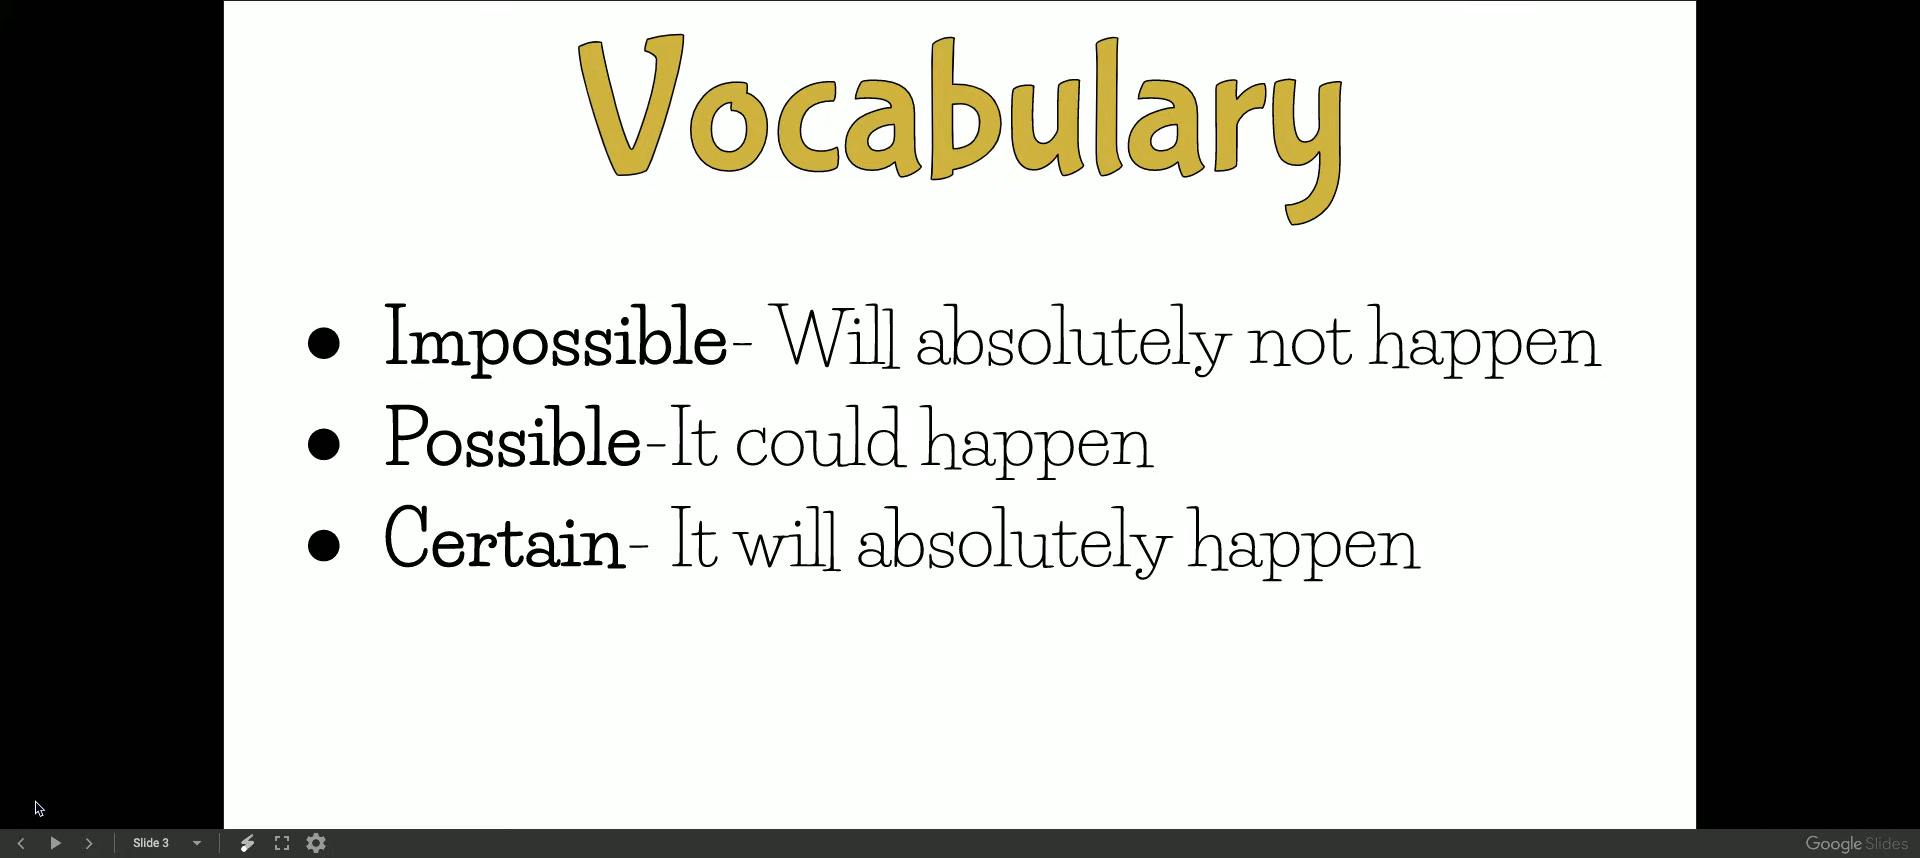 Vocabulary
● Impossible- Will absolutely not happen
● Possible-It could happen
● Certain- It will absolutely happen
Slide 3
Google Slides